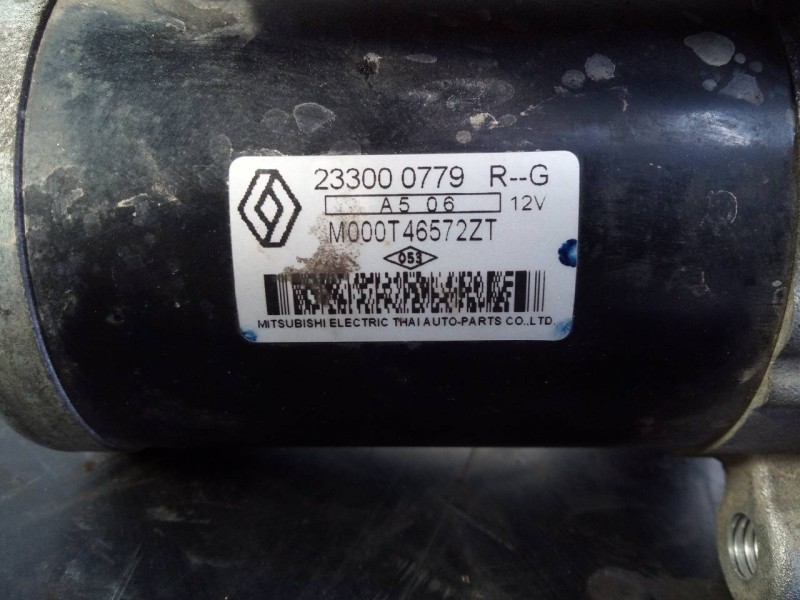 23300 0779 R--G
A5 06 12V
M000T46572ZT
053
MITSUBISHI ELECTRIC THAI AUTO-PARTS CO.,LTD